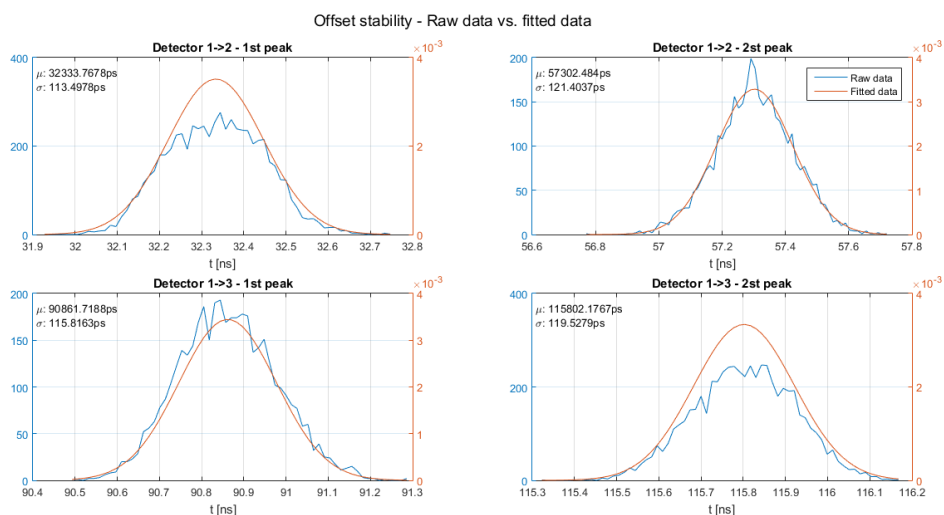 Offset stability - Raw data vs. fitted data
Detector 1->2 - 1st peak
×10⁻³
400
200
0
μ: 32333.7678ps
σ: 113.4978ps
4
2
0
31.9 32 32.1 32.2 32.3 32.4 32.5 32.6 32.7 32.8
t [ns]
Detector 1->2 - 2st peak
×10⁻³
200
150
100
50
0
μ: 57302.484ps
σ: 121.4037ps
Raw data
Fitted data
4
3
2
1
0
56.6 56.8 57 57.2 57.4 57.6 57.8
t [ns]
Detector 1->3 - 1st peak
×10⁻³
200
150
100
50
0
μ: 90861.7188ps
σ: 115.8163ps
4
3
2
1
0
90.4 90.5 90.6 90.7 90.8 90.9 91 91.1 91.2 91.3
t [ns]
Detector 1->3 - 2st peak
×10⁻³
400
200
0
μ: 115802.1767ps
σ: 119.5279ps
4
2
0
115.3 115.4 115.5 115.6 115.7 115.8 115.9 116 116.1 116.2
t [ns]